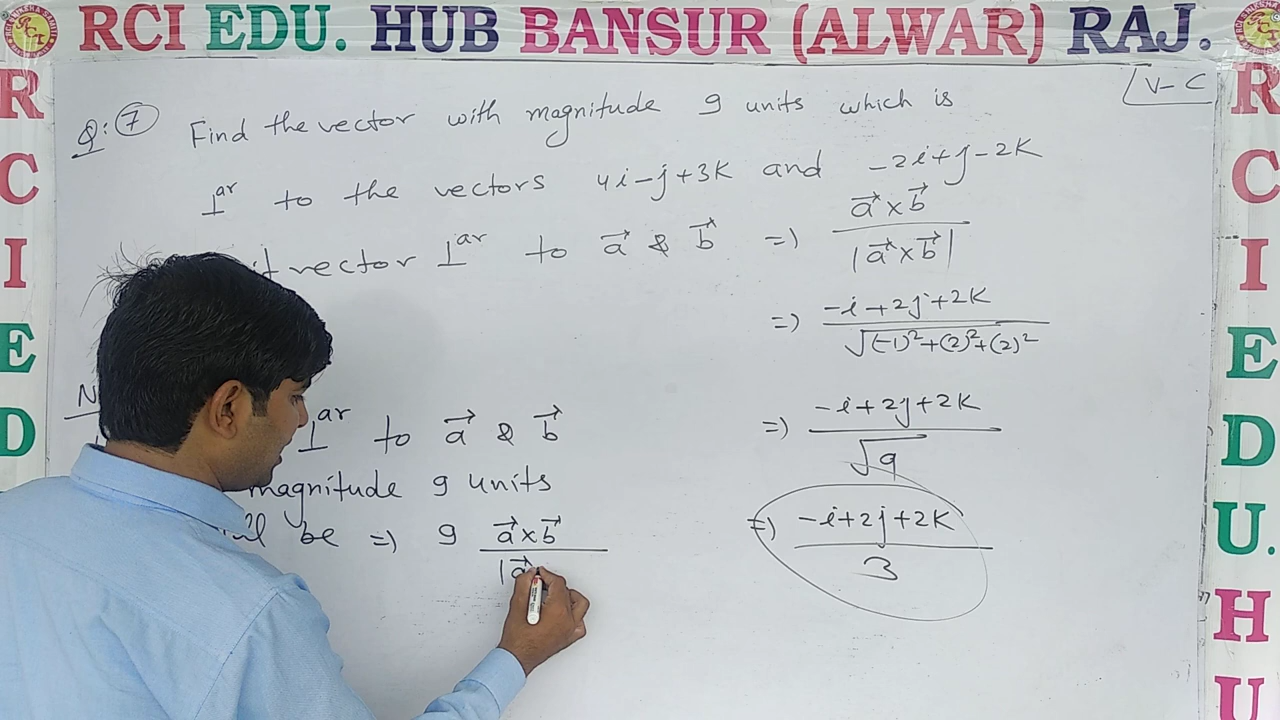 RCI EDU. HUB BANSUR (ALWAR) RAJ.
V-C
Q:⑦ Find the vector with magnitude 9 units which is
⊥ar to the vectors 4i-j+3k and -2i+j-2k
vector ⊥ar to a⃗ & b⃗ => a⃗×b⃗ / |a⃗×b⃗|
=> -i+2j+2k / √(-1)²+(2)²+(2)²
⊥ar to a⃗ & b⃗
magnitude 9 units
be => 9 a⃗×b⃗ / |a⃗
=> -i+2j+2k / √9
=> -i+2j+2k / 3
R
C
I
E
D
R
C
I
E
D
U.
H
U